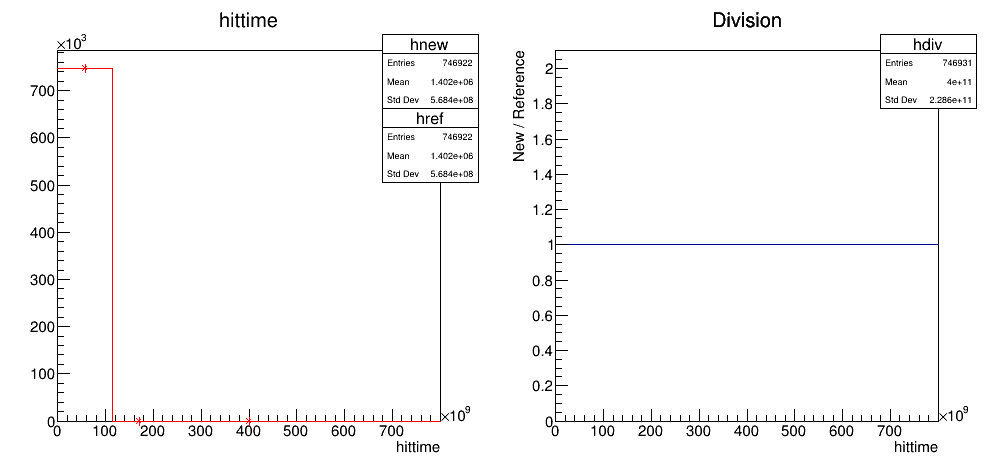 hittime
×10³
hnew
Entries 746922
Mean 1.402e+06
Std Dev 5.684e+08
href
Entries 746922
Mean 1.402e+06
Std Dev 5.684e+08
700
600
500
400
300
200
100
0
0 100 200 300 400 500 600 700
×10⁹
hittime
Division
hdiv
Entries 746931
Mean 4e+11
Std Dev 2.286e+11
New / Reference
2
1.8
1.6
1.4
1.2
1
0.8
0.6
0.4
0.2
0
0 100 200 300 400 500 600 700
×10⁹
hittime